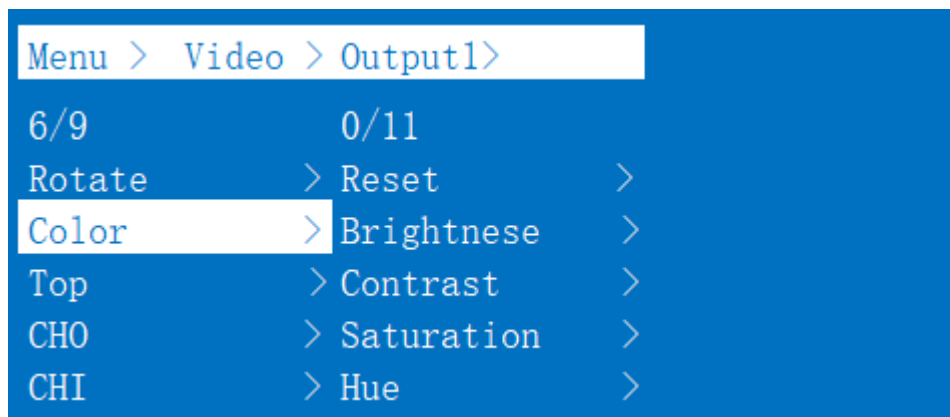 Menu > Video > Output1>
6/9 0/11
Rotate > Reset >
Color > Brightnese >
Top > Contrast >
CHO > Saturation >
CHI > Hue >